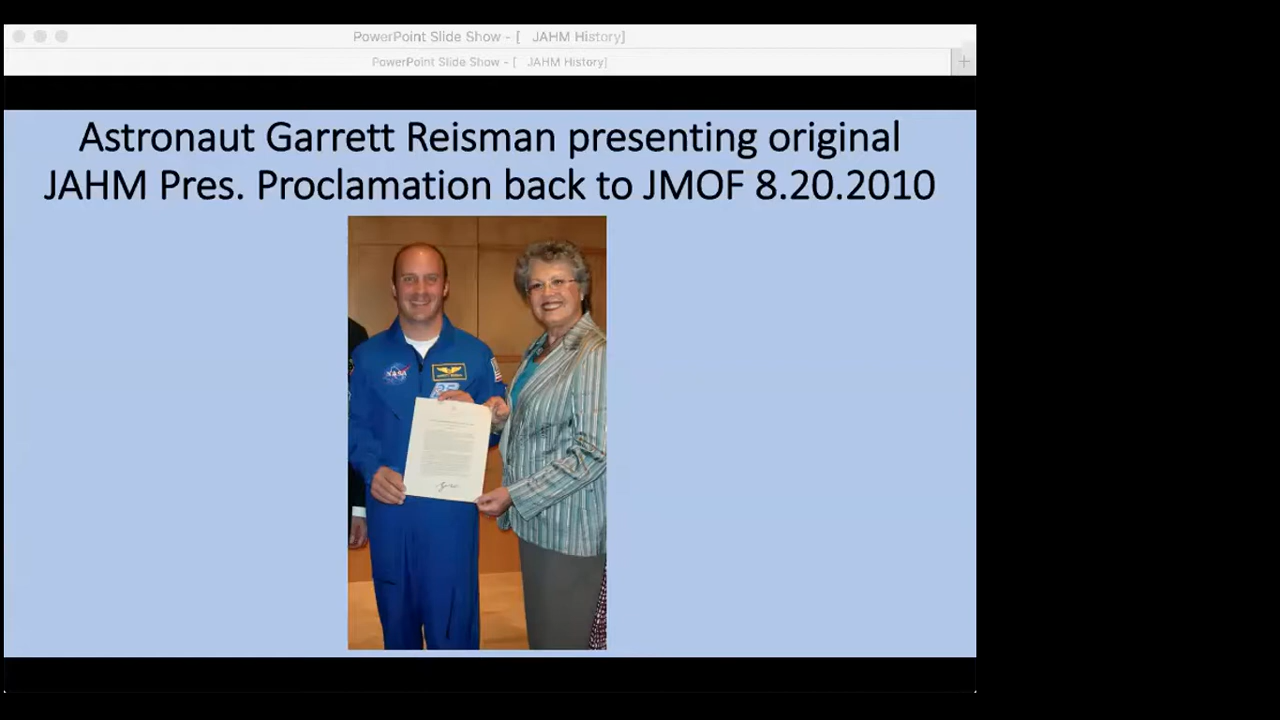 PowerPoint Slide Show - [ JAHM History]
PowerPoint Slide Show - [ JAHM History]
Astronaut Garrett Reisman presenting original
JAHM Pres. Proclamation back to JMOF 8.20.2010
NASA